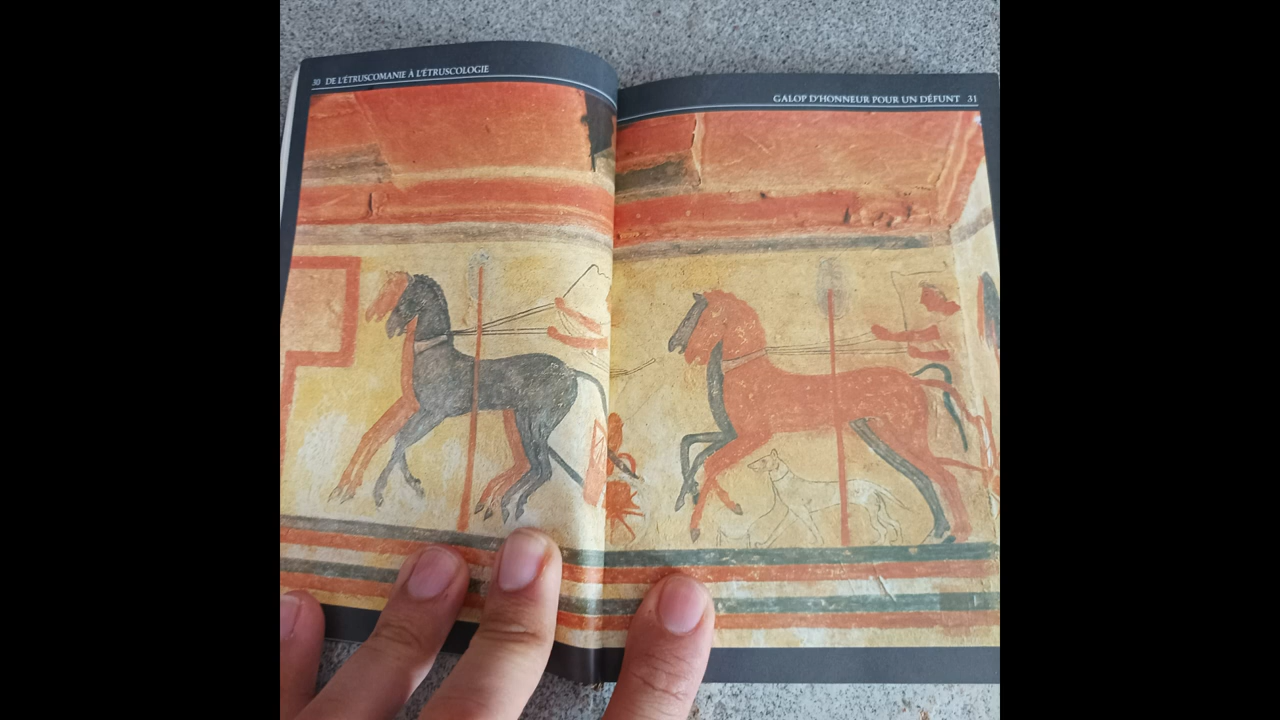 30 DE L'ÉTRUSCOMANIE À L'ÉTRUSCOLOGIE
GALOP D'HONNEUR POUR UN DÉFUNT 31